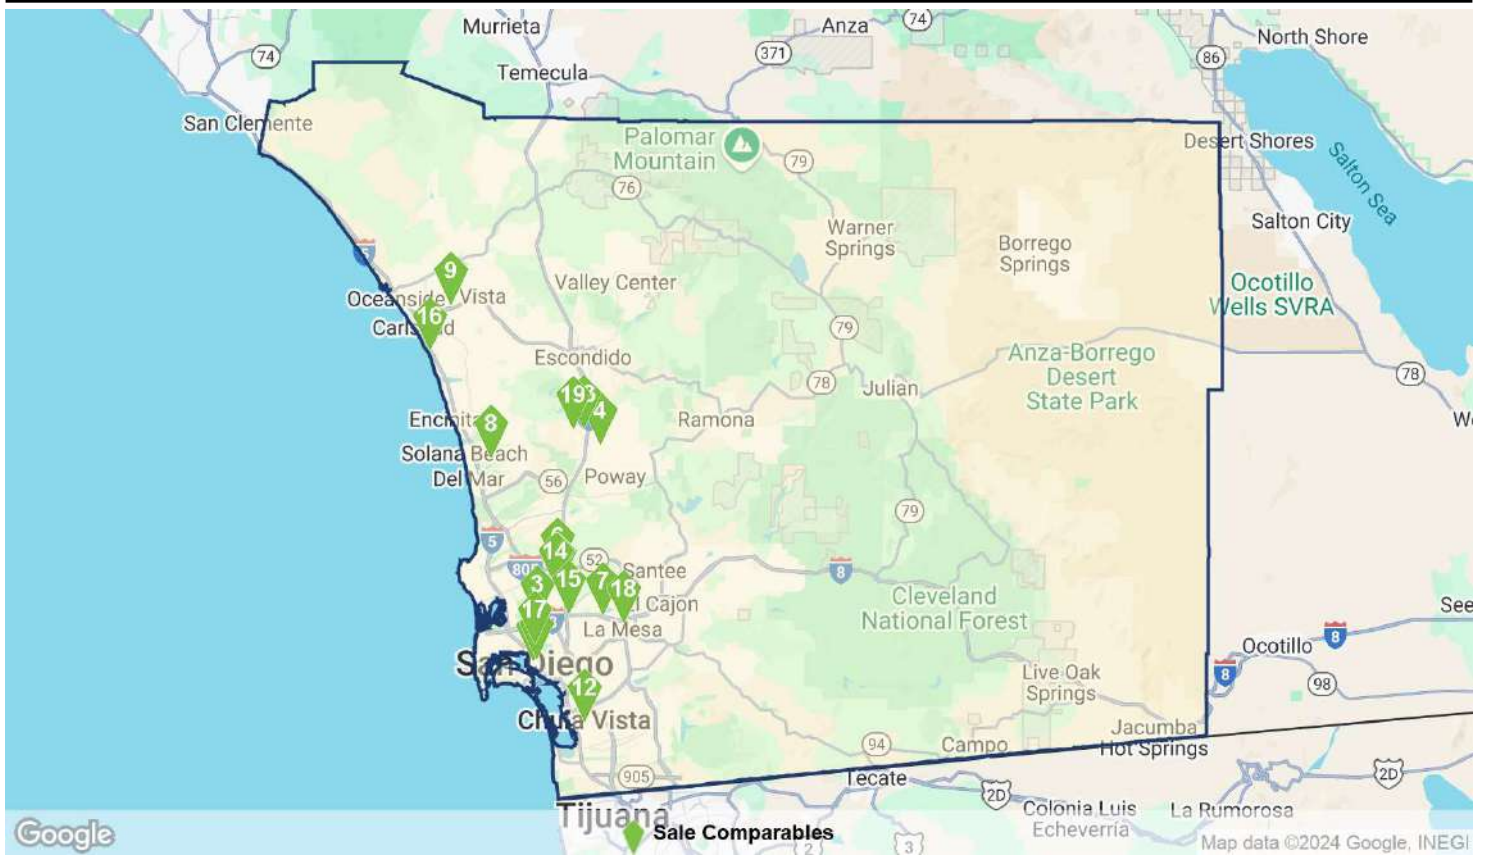 Murrieta
Anza
74
North Shore
74
371
86
Temecula
San Clemente
Palomar
Mountain
Desert Shores
79
Salton Sea
76
Salton City
Warner
Springs
Borrego
Springs
5
9
Valley Center
Ocotillo
Wells SVRA
Oceanside
Vista
16
Carlsbad
79
Escondido
Anza-Borrego
Desert
State Park
78
78
Julian
19
3
4
Encinitas
8
Ramona
Solana Beach
Del Mar
56
Poway
79
5
6
14
52
805
15
7
18
Santee
8
3
El Cajon
Cleveland
National Forest
17
La Mesa
See
8
Ocotillo
San Diego
Live Oak
Springs
8
98
12
Chula Vista
Jacumba
Hot Springs
94
Campo
905
Tecate
2D
2D
Tijuana
Colonia Luis
Echeverría
La Rumorosa
Google
Sale Comparables
2
3
Map data ©2024 Google, INEGI